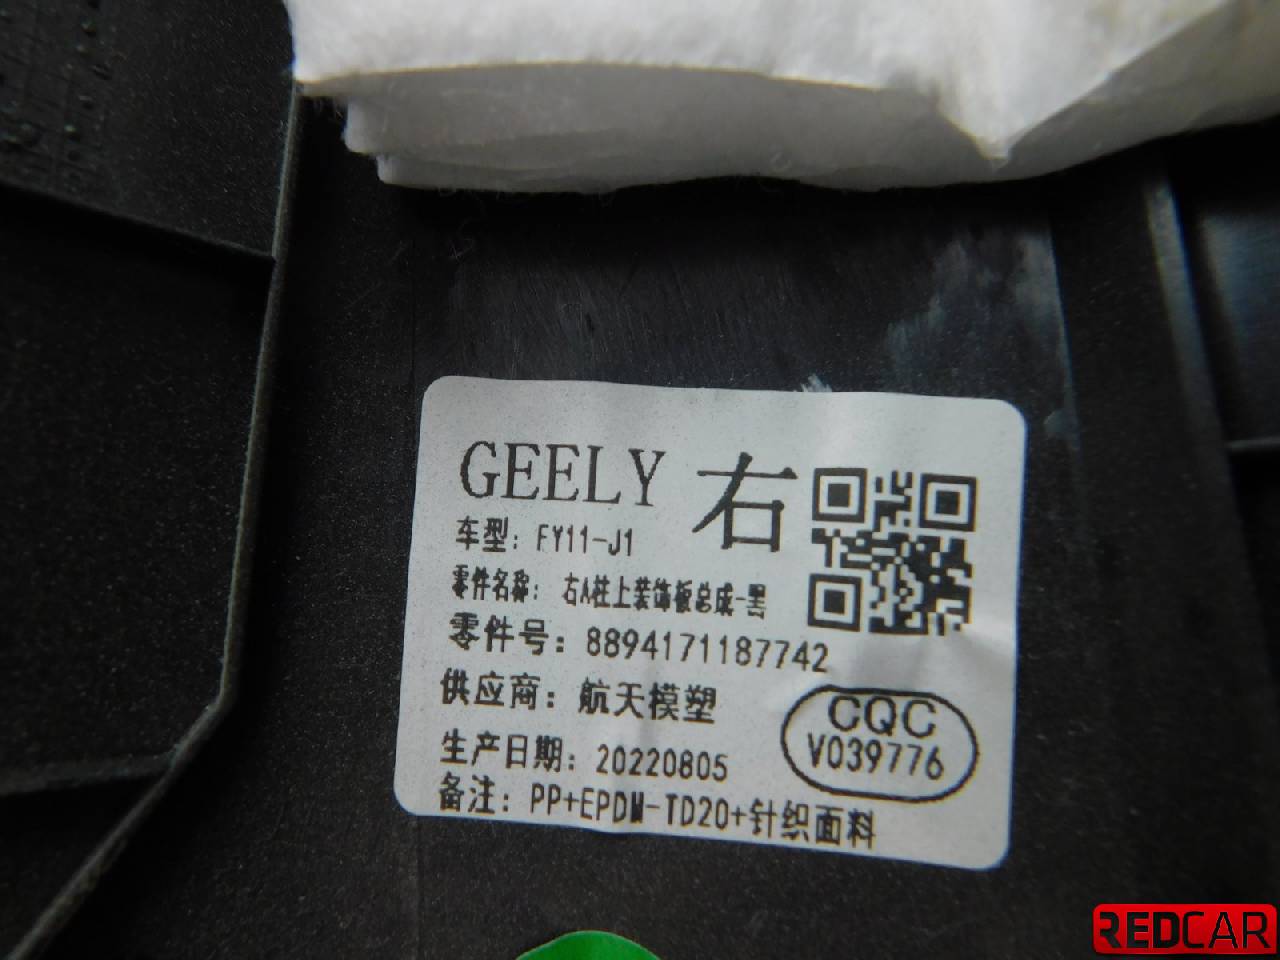 GEELY 右
车型: FY11-J1
零件名称: 右A柱上装饰板总成-黑
零件号: 8894171187742
供应商: 航天模塑
CQC
V039776
生产日期: 20220805
备注: PP+EPDM-TD20+针织面料
REDCAR